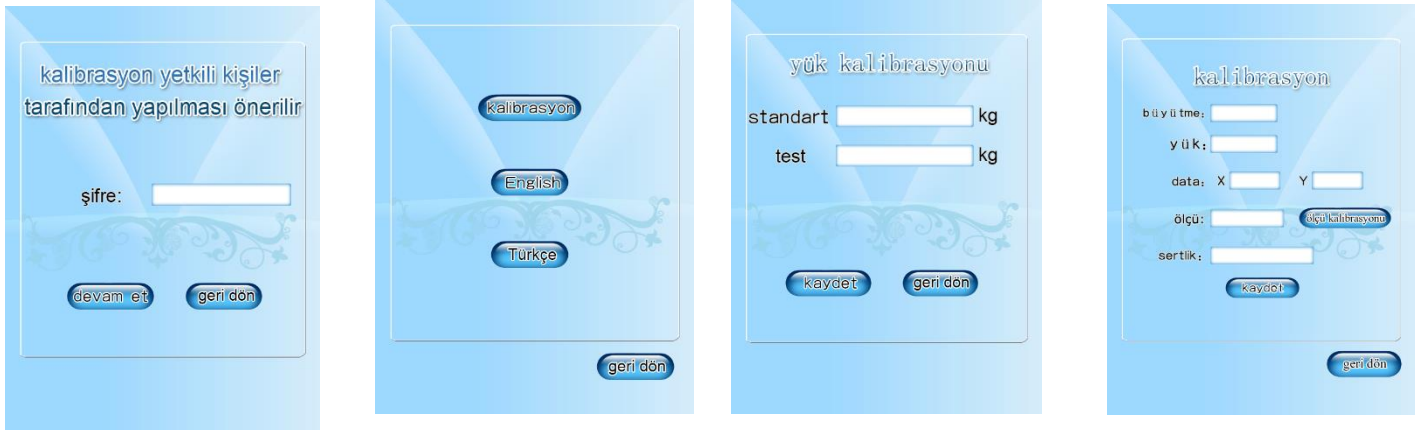 kalibrasyon yetkili kişiler
tarafından yapılması önerilir
şifre:
devam et geri dön
kalibrasyon
English
Türkçe
geri dön
yük kalibrasyonu
standart kg
test kg
kaydet geri dön
kalibrasyon
büyütme:
yük:
data: X Y
ölçü: ölçü kalibrasyonu
sertlik:
kaydet
geri dön